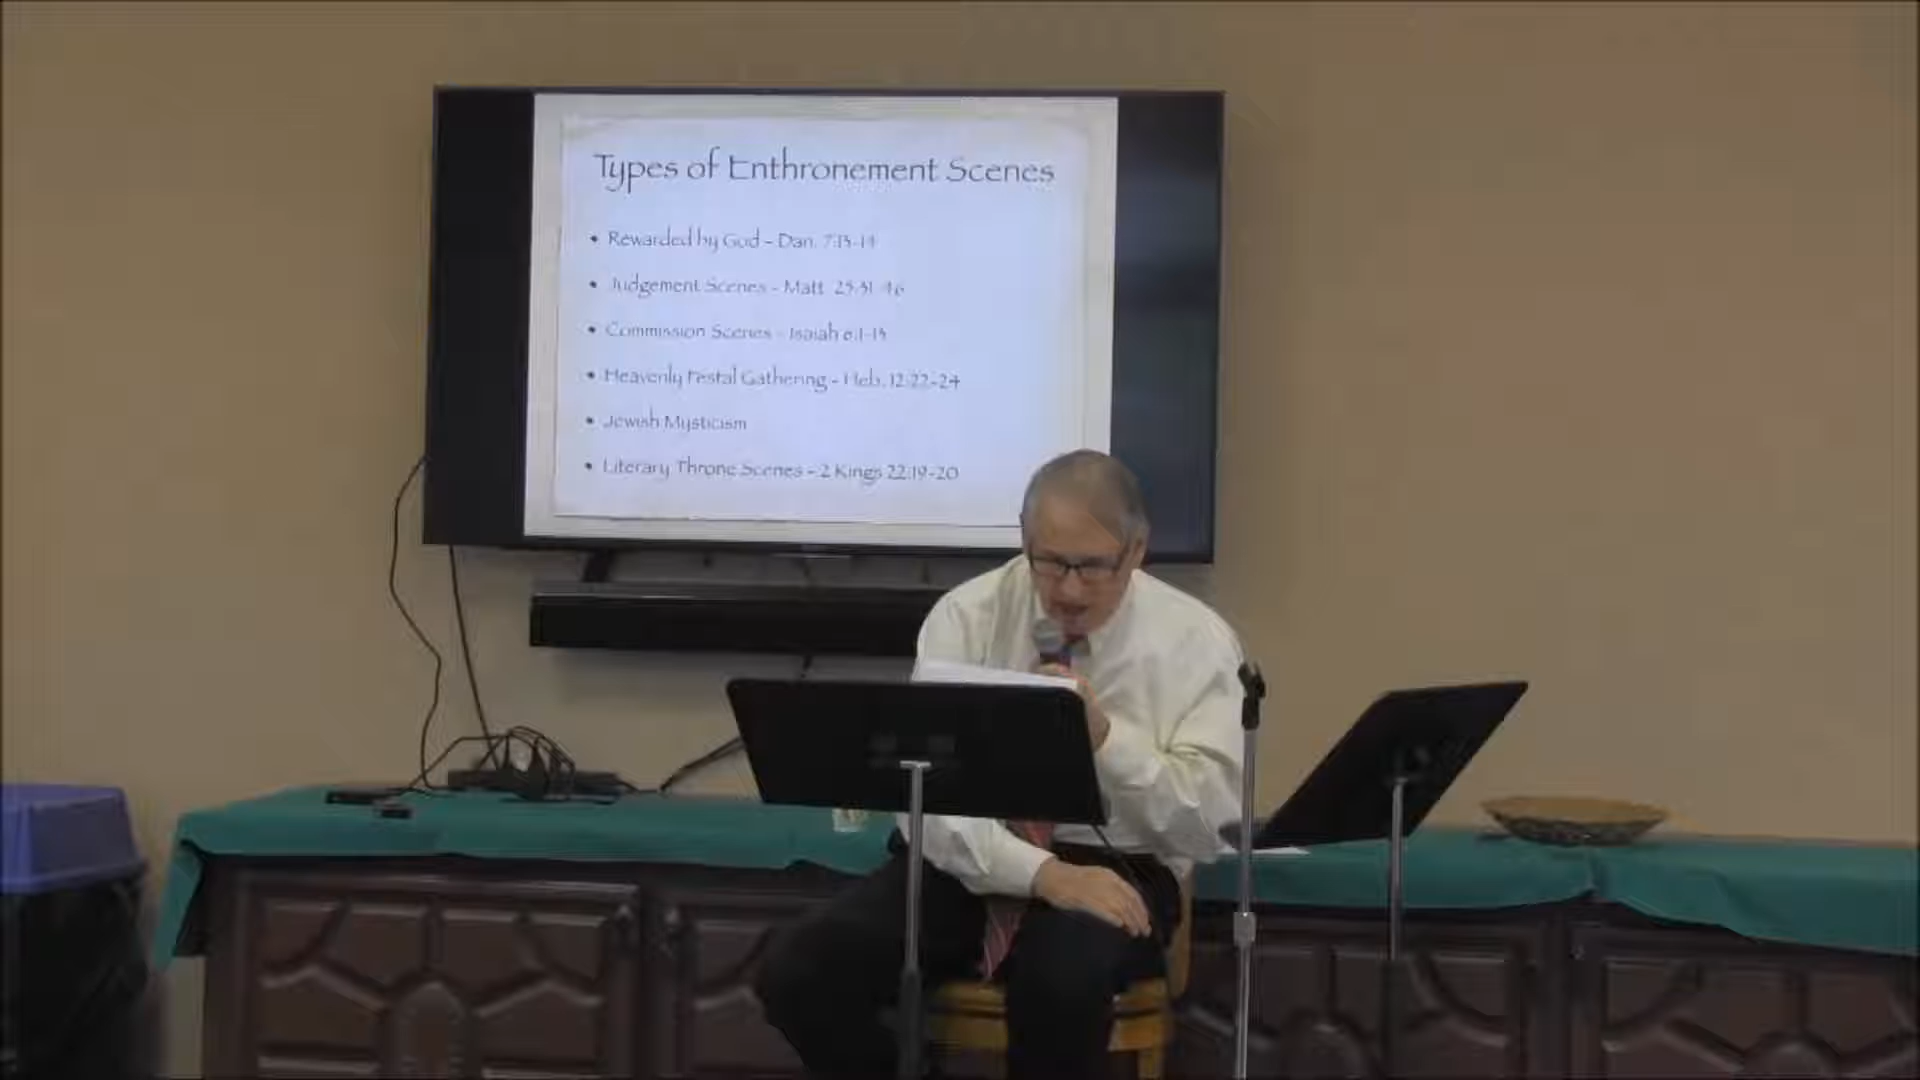 Types of Enthronement Scenes
• Rewarded by God - Dan. 7:13-14
• Judgement Scenes - Matt. 25:31-46
• Commission Scenes - Isaiah 6:1-13
• Heavenly Festal Gathering - Heb. 12:22-24
• Jewish Mysticism
• Literary Throne Scenes - 2 Kings 22:19-20